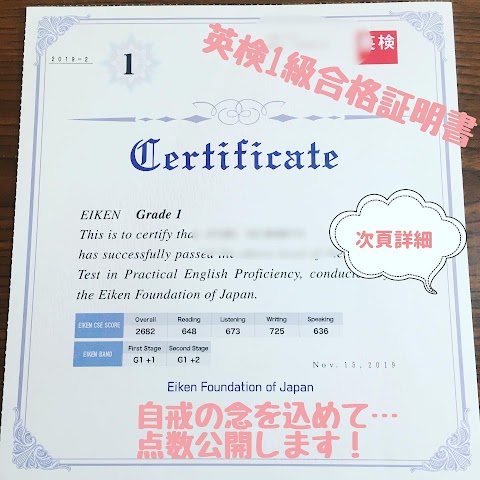 2019-2
英検
1
英検1級合格証明書
Certificate
EIKEN Grade 1
This is to certify tha
次頁詳細
has successfully passed the
Test in Practical English Proficiency, conduc
the Eiken Foundation of Japan.
EIKEN CSE SCORE
Overall Reading Listening Writing Speaking
2682 648 673 725 636
EIKEN BAND
First Stage Second Stage
G1 +1 G1 +2
Nov. 15, 2019
Eiken Foundation of Japan
自戒の念を込めて…
点数公開します!